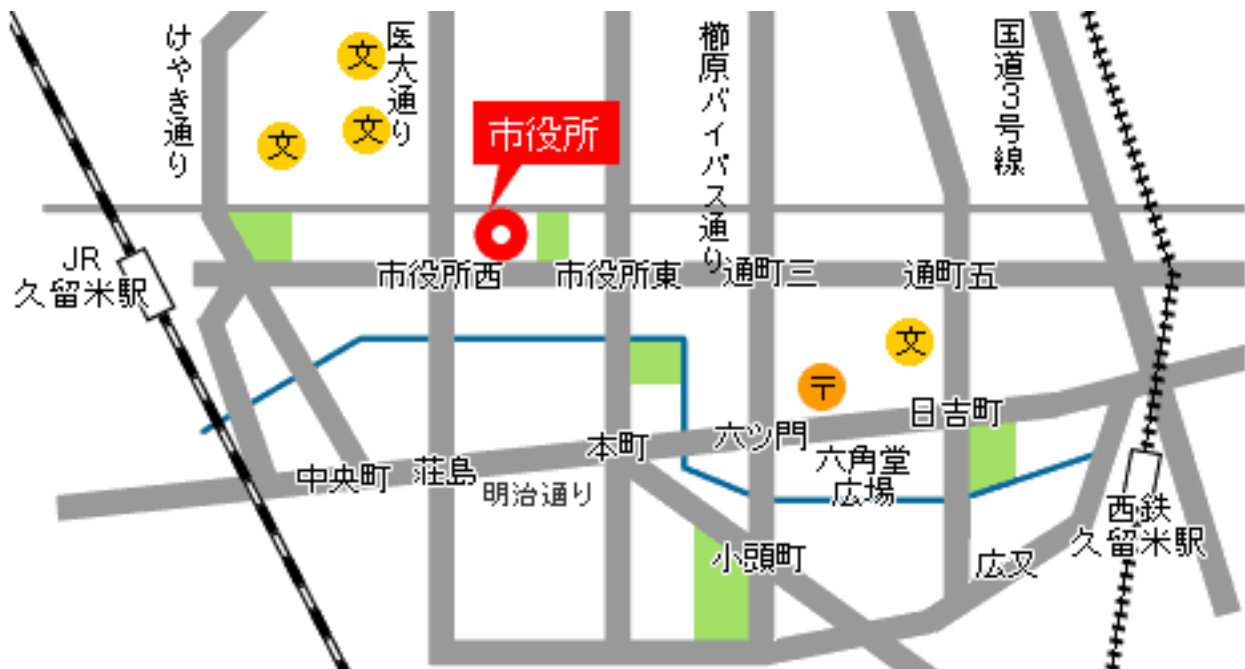 けやき通り
文
医大通り
文
文
櫛原バイパス通り
国道3号線
市役所
JR
久留米駅
市役所西
市役所東
通町三
通町五
文
〒
日吉町
六ツ門
本町
六角堂
広場
荘島
中央町
明治通り
西鉄
久留米駅
小頭町
広又